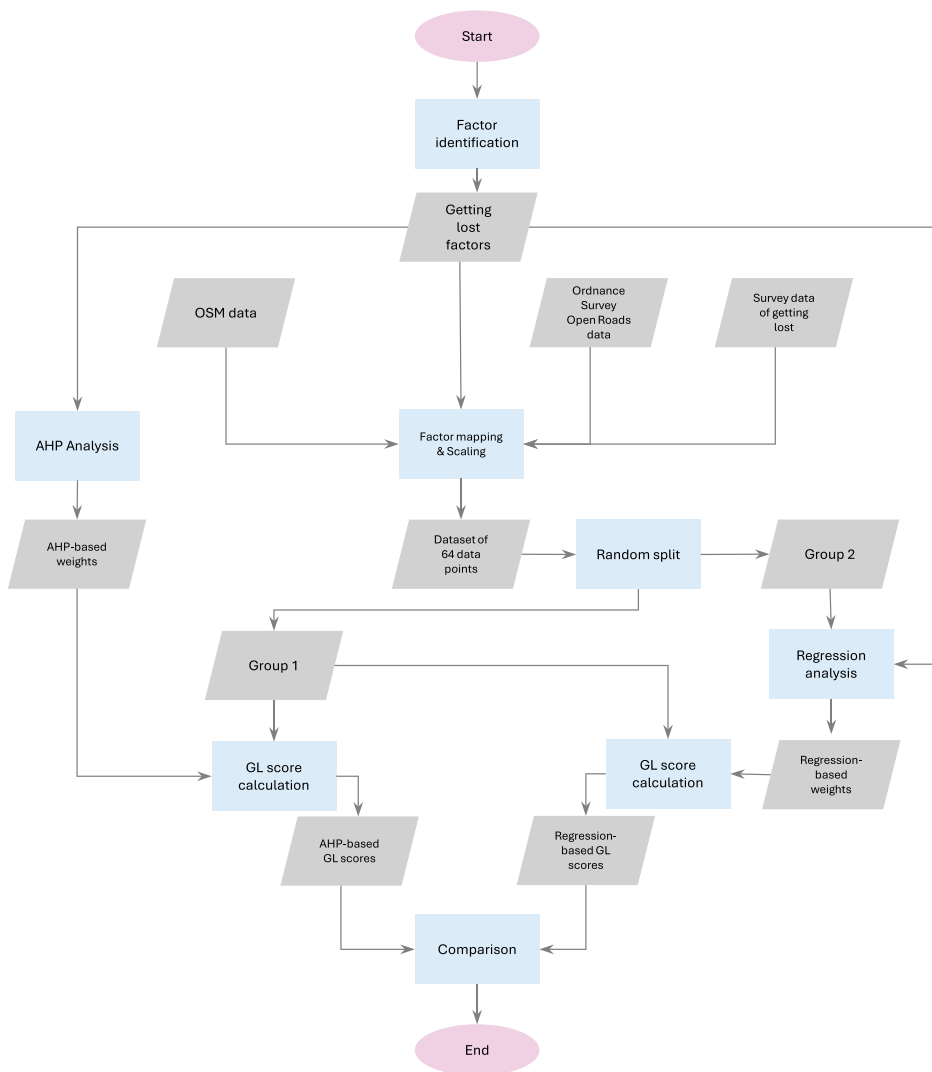 Start
Factor
identification
Getting
lost
factors
OSM data
Ordnance
Survey
Open Roads
data
Survey data
of getting
lost
AHP Analysis
Factor mapping
& Scaling
AHP-based
weights
Dataset of
64 data
points
Random split
Group 2
Group 1
Regression
analysis
GL score
calculation
GL score
calculation
Regression-
based
weights
AHP-based
GL scores
Regression-
based GL
scores
Comparison
End